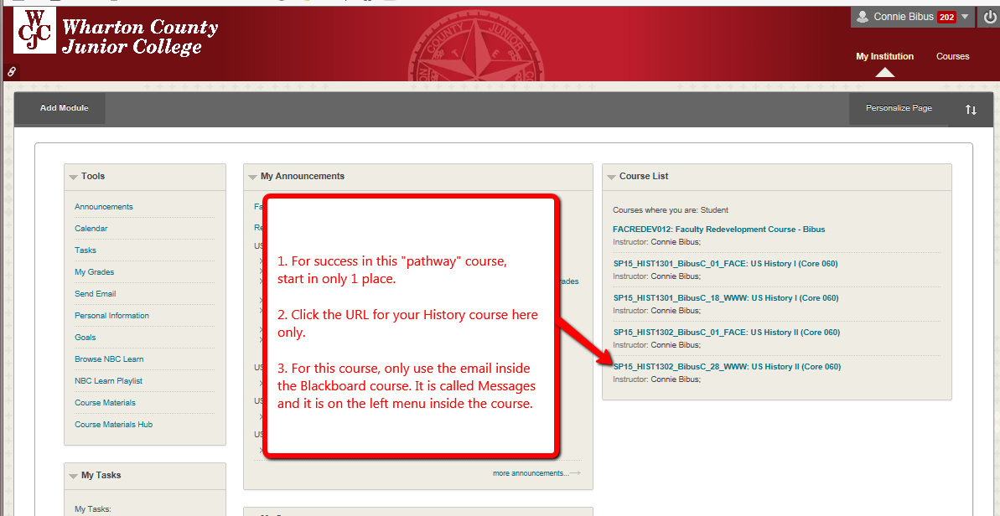 WCJC
Wharton County
Junior College
COUNTY JUNIOR
Connie Bibus 202
My Institution
Courses
Add Module
Personalize Page
Tools
Announcements
Calendar
Tasks
My Grades
Send Email
Personal Information
Goals
Browse NBC Learn
NBC Learn Playlist
Course Materials
Course Materials Hub
My Tasks
My Tasks:
My Announcements
Fa
Re
US
rades
US
US
US
more announcements...
1. For success in this "pathway" course,
start in only 1 place.
2. Click the URL for your History course here
only.
3. For this course, only use the email inside
the Blackboard course. It is called Messages
and it is on the left menu inside the course.
Course List
Courses where you are: Student
FACREDEV012: Faculty Redevelopment Course - Bibus
Instructor: Connie Bibus;
SP15_HIST1301_BibusC_01_FACE: US History I (Core 060)
Instructor: Connie Bibus;
SP15_HIST1301_BibusC_18_WWW: US History I (Core 060)
Instructor: Connie Bibus;
SP15_HIST1302_BibusC_01_FACE: US History II (Core 060)
Instructor: Connie Bibus;
SP15_HIST1302_BibusC_28_WWW: US History II (Core 060)
Instructor: Connie Bibus;